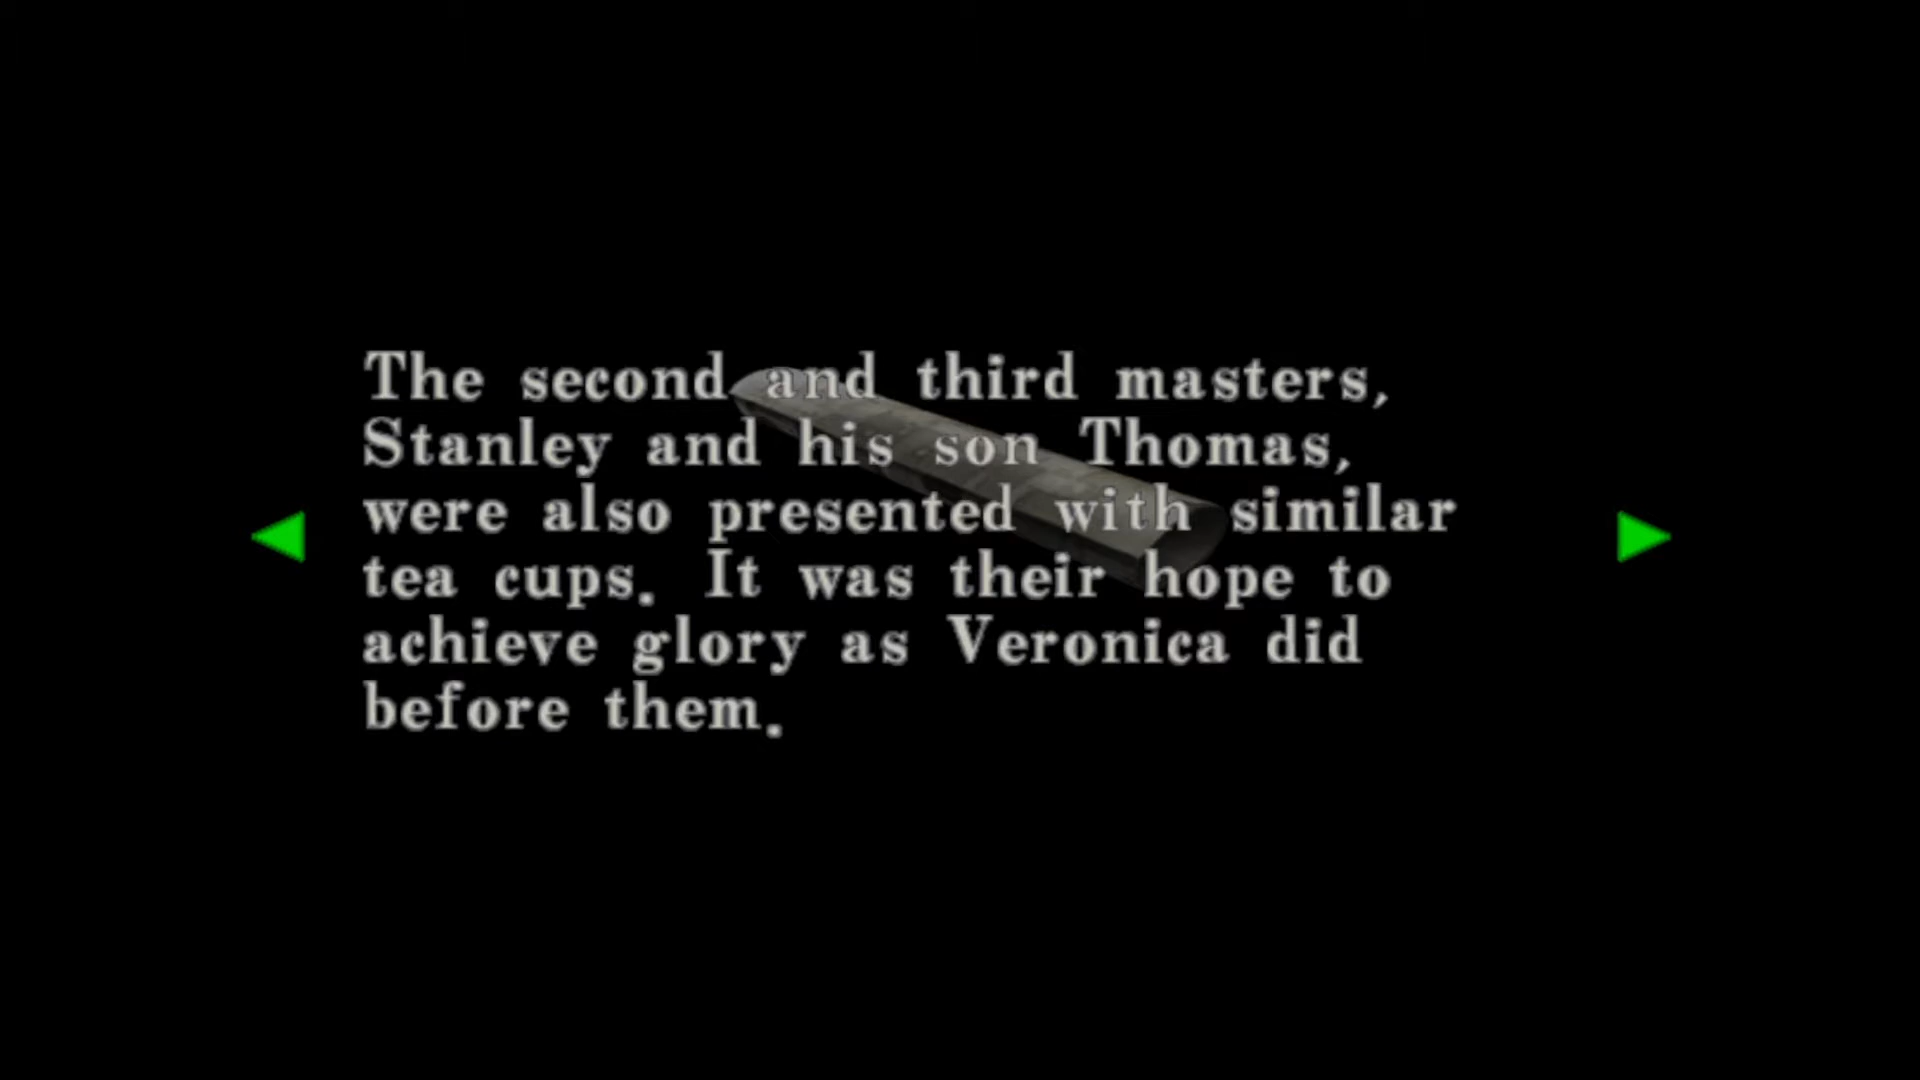 The second and third masters,
Stanley and his son Thomas,
were also presented with similar
tea cups. It was their hope to
achieve glory as Veronica did
before them.